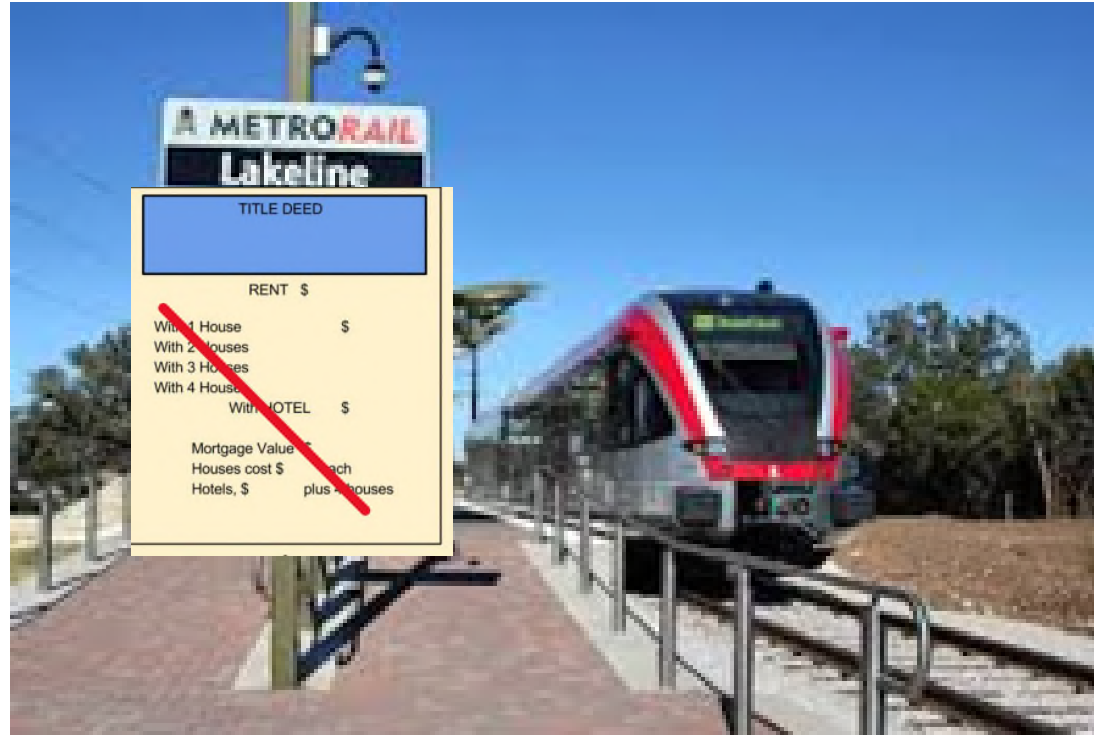 METRORAIL
Lakeline
TITLE DEED
RENT $
With 1 House $
With 2 Houses
With 3 Houses
With 4 Houses
With HOTEL $
Mortgage Value $
Houses cost $ each
Hotels, $ plus 4 houses